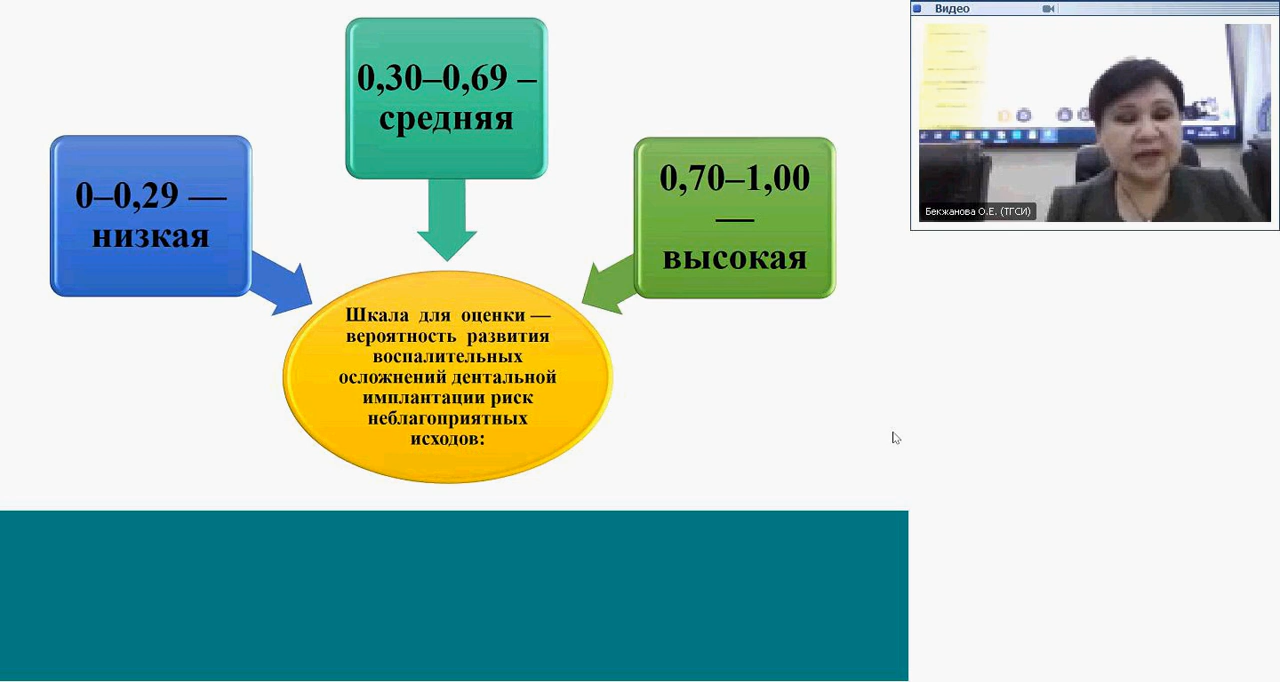 0,30–0,69 –
средняя
0–0,29 —
низкая
0,70–1,00
—
высокая
Шкала для оценки —
вероятность развития
воспалительных
осложнений дентальной
имплантации риск
неблагоприятных
исходов:
Видео
Бекжанова О.Е. (ТГСИ)